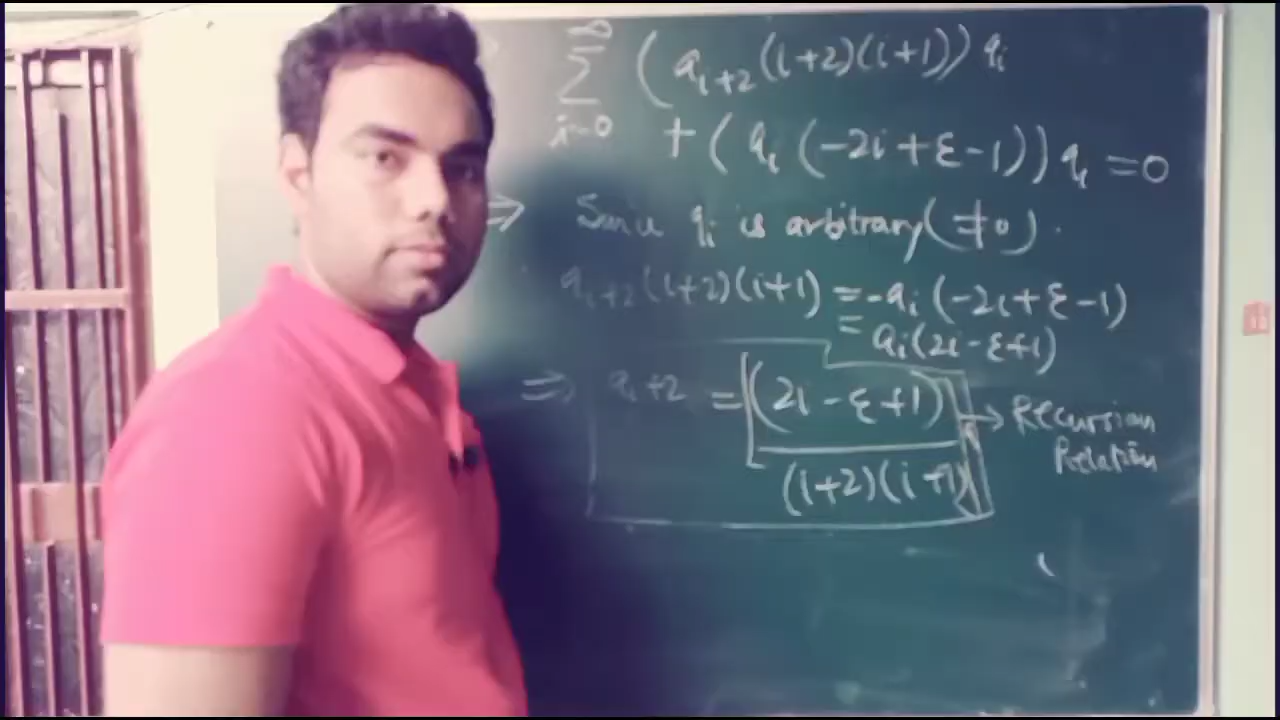 ∞
∑ (a_{i+2}(i+2)(i+1)) q_i
i=0
+ (a_i(-2i+ε-1)) q_i = 0
⇒ Since q_i is arbitrary (≠0).
a_{i+2}(i+2)(i+1) = -a_i(-2i+ε-1)
= a_i(2i-ε+1)
⇒ a_{i+2} = (2i-ε+1) → Recursion
Relation
(i+2)(i+1)